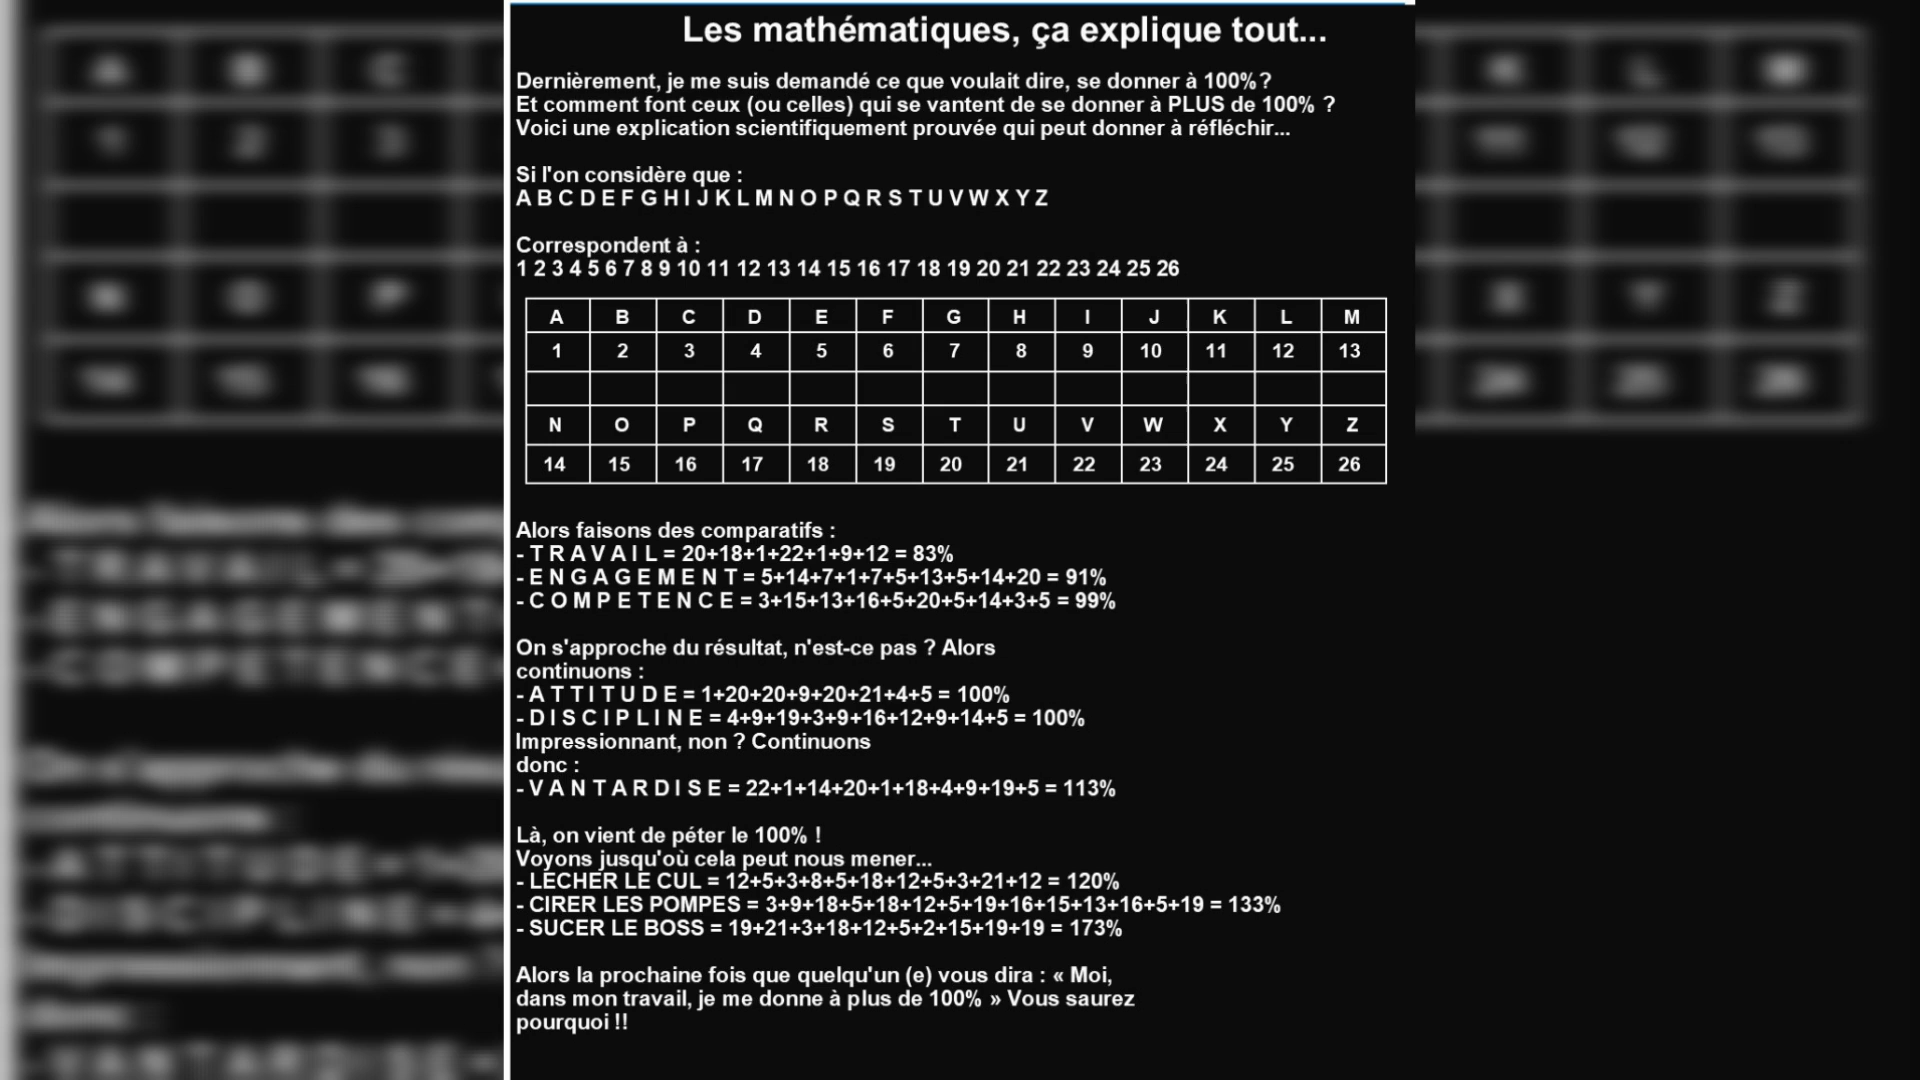 Les mathématiques, ça explique tout...
Dernièrement, je me suis demandé ce que voulait dire, se donner à 100%?
Et comment font ceux (ou celles) qui se vantent de se donner à PLUS de 100% ?
Voici une explication scientifiquement prouvée qui peut donner à réfléchir...
Si l'on considère que :
A B C D E F G H I J K L M N O P Q R S T U V W X Y Z
Correspondent à :
1 2 3 4 5 6 7 8 9 10 11 12 13 14 15 16 17 18 19 20 21 22 23 24 25 26
A B C D E F G H I J K L M
1 2 3 4 5 6 7 8 9 10 11 12 13
N O P Q R S T U V W X Y Z
14 15 16 17 18 19 20 21 22 23 24 25 26
Alors faisons des comparatifs :
- T R A V A I L = 20+18+1+22+1+9+12 = 83%
- E N G A G E M E N T = 5+14+7+1+7+5+13+5+14+20 = 91%
- C O M P E T E N C E = 3+15+13+16+5+20+5+14+3+5 = 99%
On s'approche du résultat, n'est-ce pas ? Alors
continuons :
- A T T I T U D E = 1+20+20+9+20+21+4+5 = 100%
- D I S C I P L I N E = 4+9+19+3+9+16+12+9+14+5 = 100%
Impressionnant, non ? Continuons
donc :
- V A N T A R D I S E = 22+1+14+20+1+18+4+9+19+5 = 113%
Là, on vient de péter le 100% !
Voyons jusqu'où cela peut nous mener...
- LECHER LE CUL = 12+5+3+8+5+18+12+5+3+21+12 = 120%
- CIRER LES POMPES = 3+9+18+5+18+12+5+19+16+15+13+16+5+19 = 133%
- SUCER LE BOSS = 19+21+3+18+12+5+2+15+19+19 = 173%
Alors la prochaine fois que quelqu'un (e) vous dira : « Moi,
dans mon travail, je me donne à plus de 100% » Vous saurez
pourquoi !!